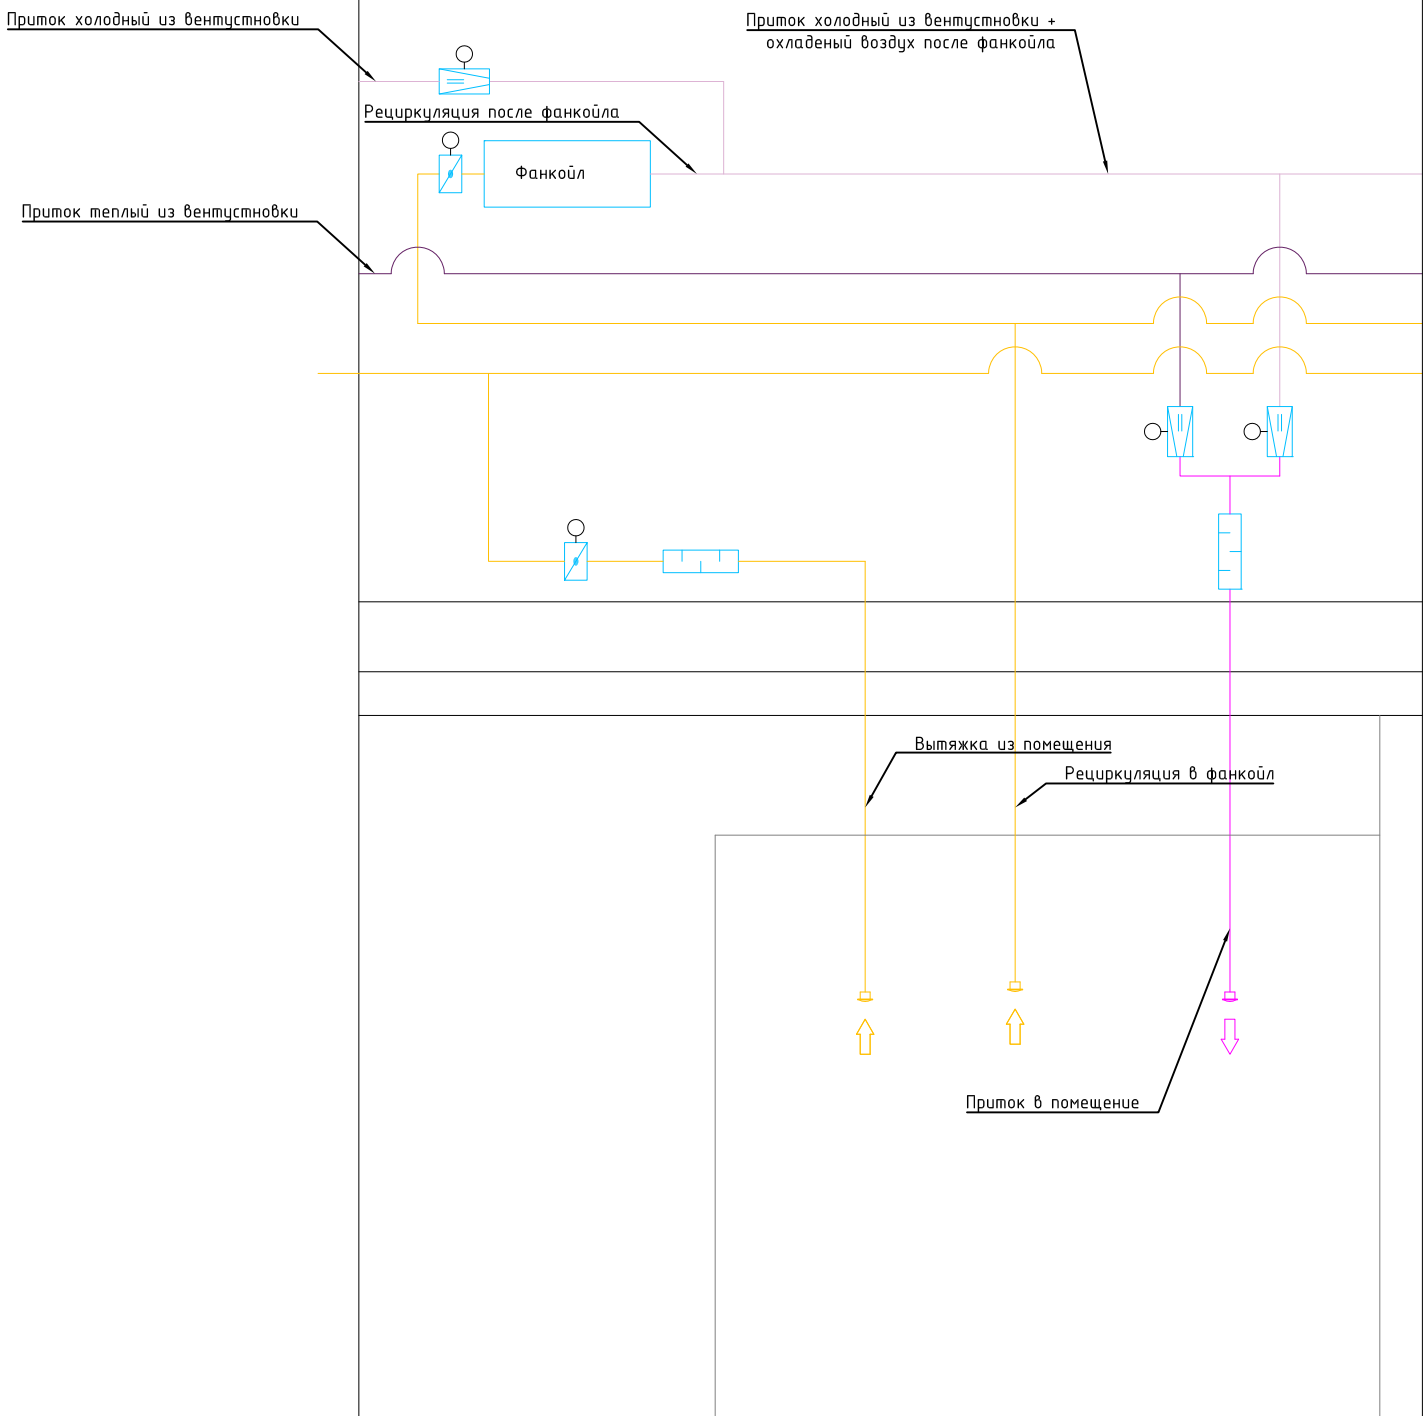 Приток холодный из вентустновки
Приток холодный из вентустновки +
охладеный воздух после фанкойла
Рециркуляция после фанкойла
Фанкойл
Приток теплый из вентустновки
Вытяжка из помещения
Рециркуляция в фанкойл
Приток в помещение